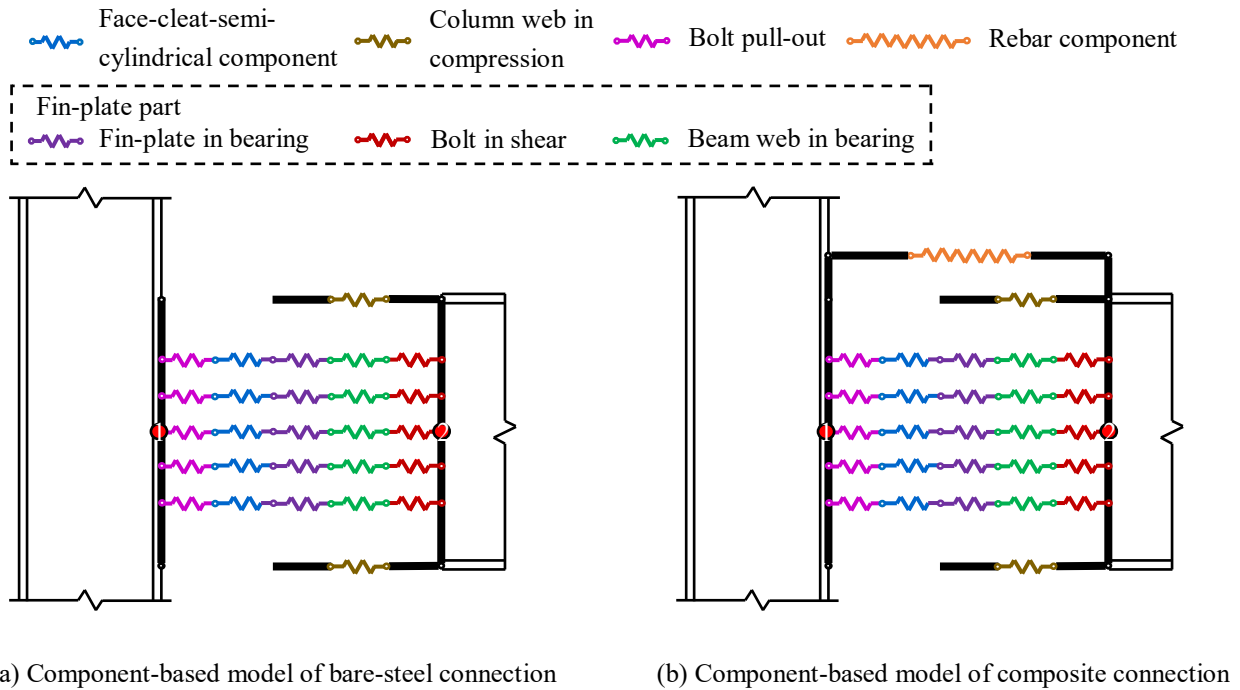 Face-cleat-semi-
cylindrical component
Column web in
compression
Bolt pull-out
Rebar component
Fin-plate part
Fin-plate in bearing
Bolt in shear
Beam web in bearing
1
2
1
2
a) Component-based model of bare-steel connection
(b) Component-based model of composite connection